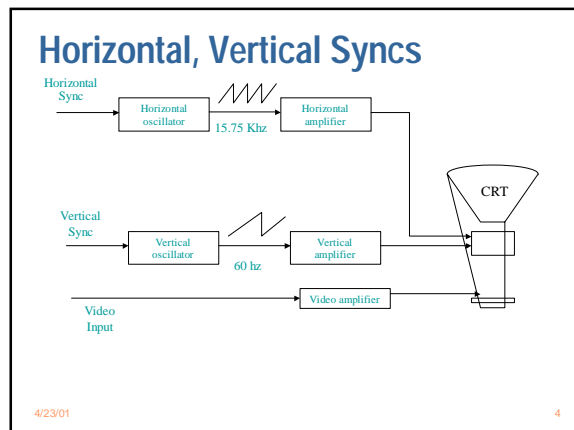 Horizontal, Vertical Syncs
Horizontal
Sync
Horizontal
oscillator
15.75 Khz
Horizontal
amplifier
CRT
Vertical
Sync
Vertical
oscillator
60 hz
Vertical
amplifier
Video amplifier
Video
Input
4/23/01
4